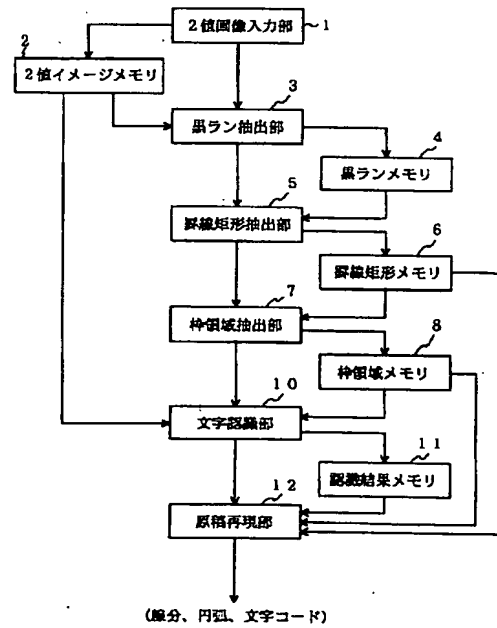 2値画像入力部 1
2
2値イメージメモリ
3
黒ラン抽出部
4
黒ランメモリ
5
罫線矩形抽出部
6
罫線矩形メモリ
7
枠領域抽出部
8
枠領域メモリ
10
文字認識部
11
認識結果メモリ
12
原稿再現部
(線分、円弧、文字コード)